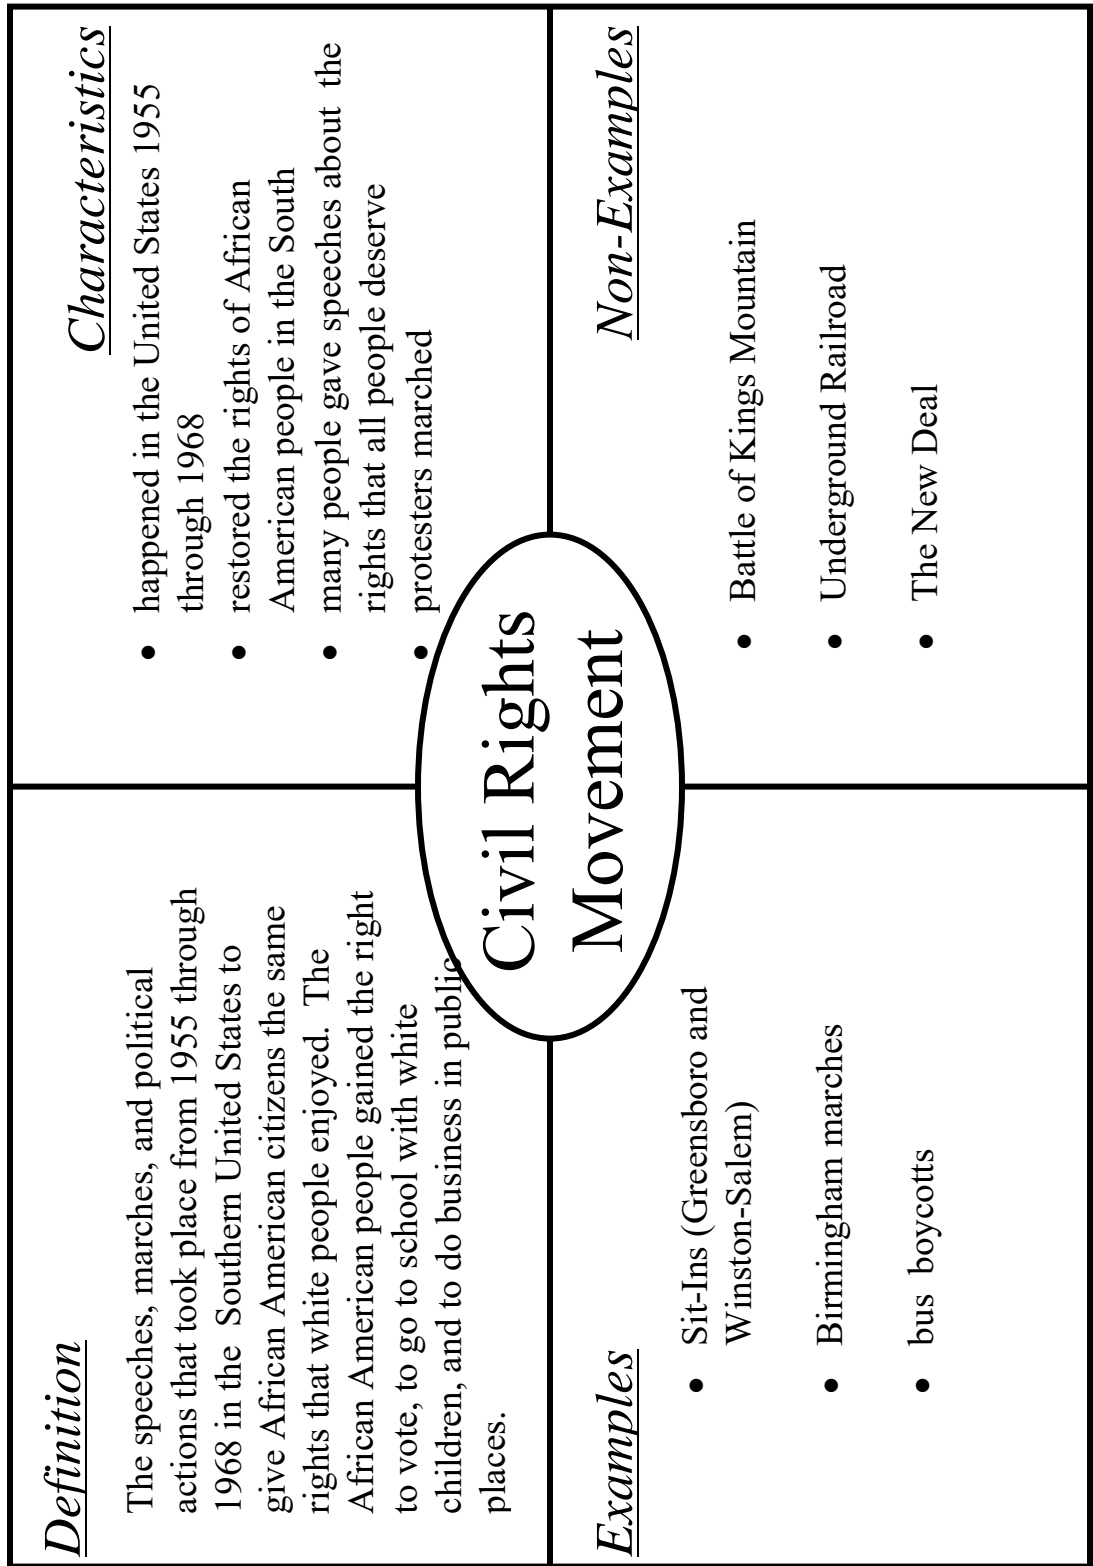 Definition
The speeches, marches, and political
actions that took place from 1955 through
1968 in the  Southern United States to
give African American citizens the same
rights that white people enjoyed.  The
African American people gained the right
to vote, to go to school with white
children, and to do business in public
places.
Characteristics
• happened in the United States 1955
through 1968
• restored the rights of African
American people in the South
• many people gave speeches about  the
rights that all people deserve
• protesters marched
Civil Rights
Movement
Examples
• Sit-Ins (Greensboro and
Winston-Salem)
• Birmingham marches
• bus  boycotts
Non-Examples
• Battle of Kings Mountain
• Underground Railroad
• The New Deal